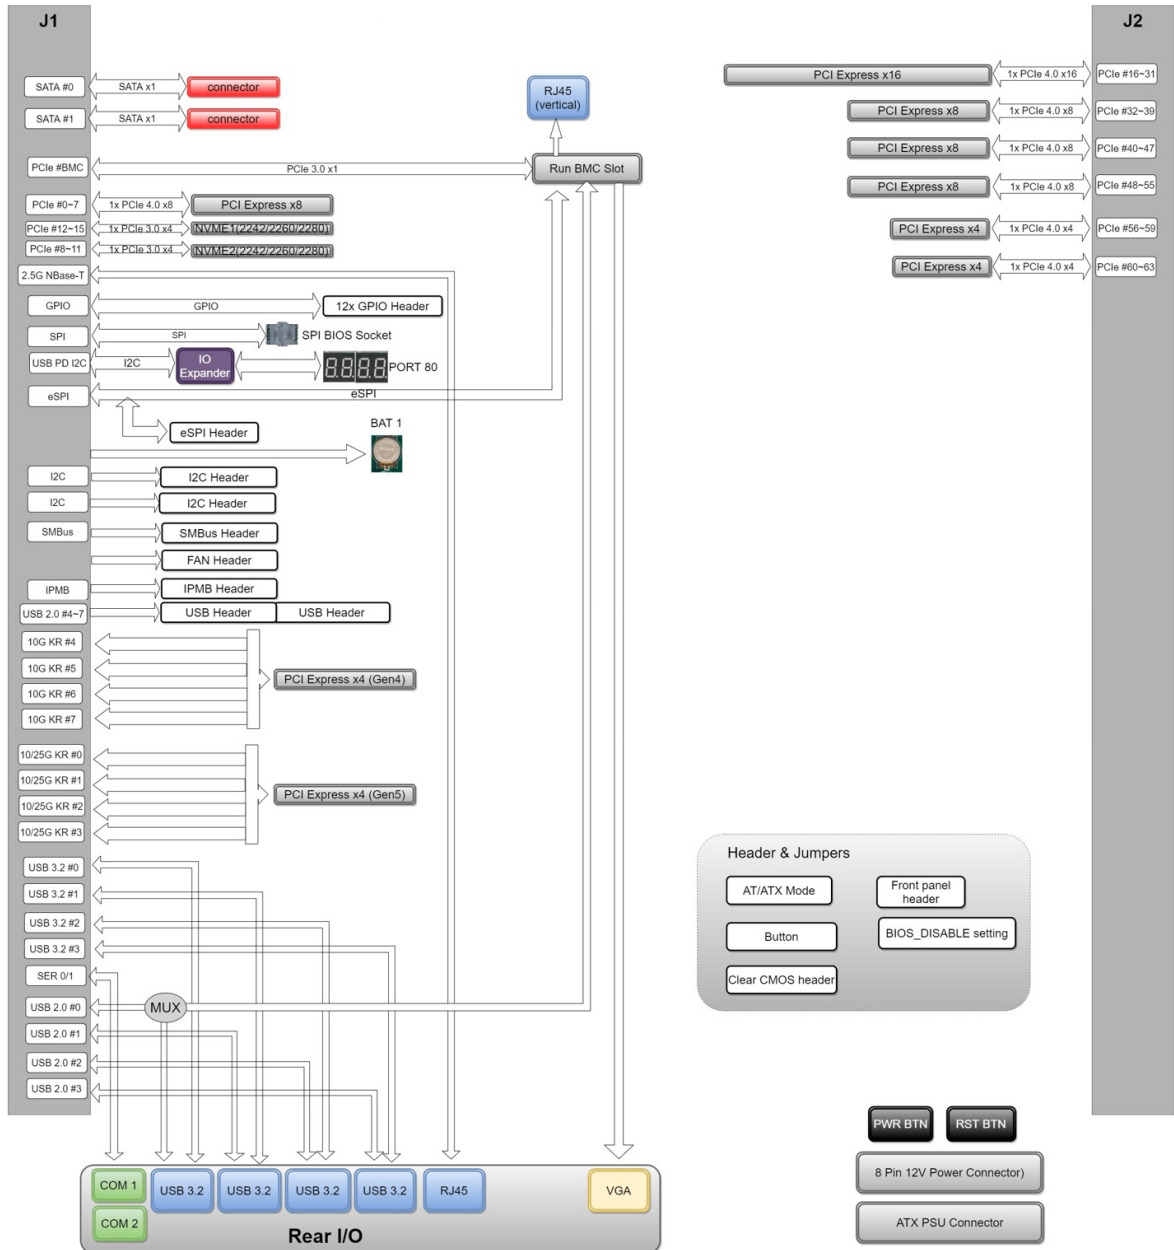 J1
J2
SATA #0
SATA x1
connector
SATA #1
SATA x1
connector
RJ45
(vertical)
PCIe #BMC
PCIe 3.0 x1
Run BMC Slot
PCIe #0~7
1x PCIe 4.0 x8
PCI Express x8
PCIe #12~15
1x PCIe 3.0 x4
NVME1(2242/2260/2280)
PCIe #8~11
1x PCIe 3.0 x4
NVME2(2242/2260/2280)
2.5G NBase-T
GPIO
GPIO
12x GPIO Header
SPI
SPI
SPI BIOS Socket
USB PD I2C
I2C
IO
Expander
PORT 80
eSPI
eSPI
eSPI Header
BAT 1
I2C
I2C Header
I2C
I2C Header
SMBus
SMBus Header
FAN Header
IPMB
IPMB Header
USB 2.0 #4~7
USB Header
USB Header
10G KR #4
10G KR #5
10G KR #6
10G KR #7
PCI Express x4 (Gen4)
10/25G KR #0
10/25G KR #1
10/25G KR #2
10/25G KR #3
PCI Express x4 (Gen5)
USB 3.2 #0
USB 3.2 #1
USB 3.2 #2
USB 3.2 #3
SER 0/1
USB 2.0 #0
MUX
USB 2.0 #1
USB 2.0 #2
USB 2.0 #3
COM 1
COM 2
USB 3.2
USB 3.2
USB 3.2
USB 3.2
RJ45
VGA
Rear I/O
PCI Express x16
1x PCIe 4.0 x16
PCIe #16~31
PCI Express x8
1x PCIe 4.0 x8
PCIe #32~39
PCI Express x8
1x PCIe 4.0 x8
PCIe #40~47
PCI Express x8
1x PCIe 4.0 x8
PCIe #48~55
PCI Express x4
1x PCIe 4.0 x4
PCIe #56~59
PCI Express x4
1x PCIe 4.0 x4
PCIe #60~63
Header & Jumpers
AT/ATX Mode
Front panel
header
Button
BIOS_DISABLE setting
Clear CMOS header
PWR BTN
RST BTN
8 Pin 12V Power Connector)
ATX PSU Connector